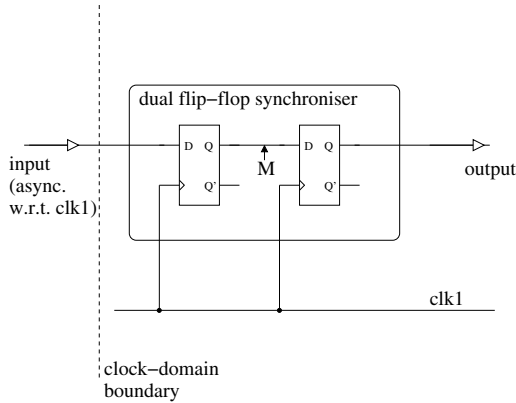 dual flip−flop synchroniser
D Q
Q'
M
D Q
Q'
input
(async.
w.r.t. clk1)
output
clk1
clock−domain
boundary